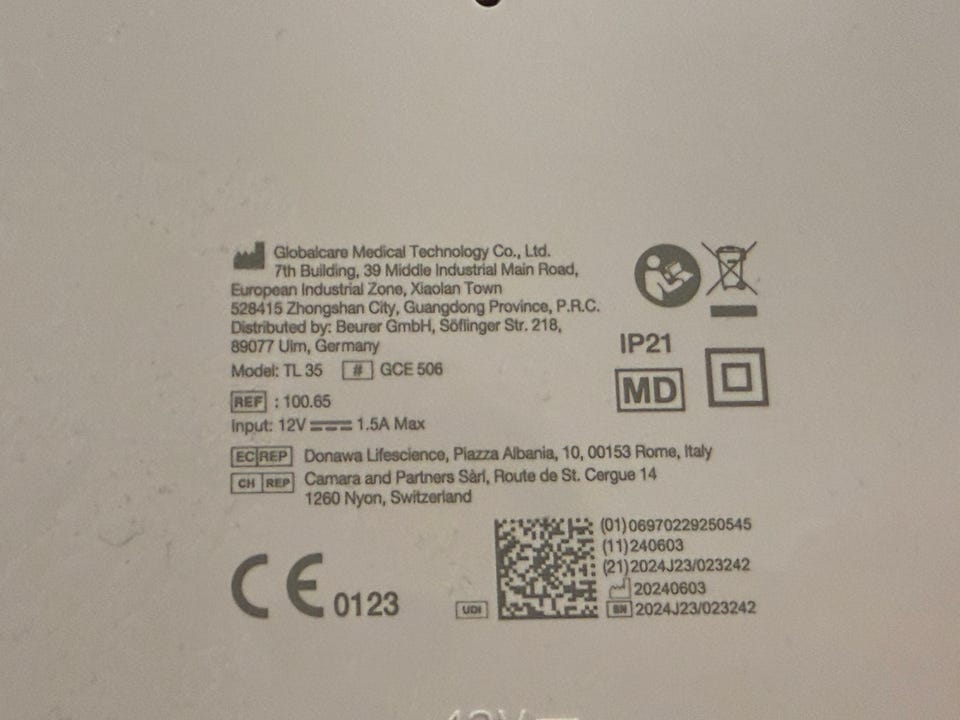 Globalcare Medical Technology Co., Ltd.
7th Building, 39 Middle Industrial Main Road,
European Industrial Zone, Xiaolan Town
528415 Zhongshan City, Guangdong Province, P.R.C.
Distributed by: Beurer GmbH, Söflinger Str. 218,
89077 Ulm, Germany
Model: TL 35 # GCE 506
REF : 100.65
Input: 12V 1.5A Max
IP21
MD
EC REP Donawa Lifescience, Piazza Albania, 10, 00153 Rome, Italy
CH REP Camara and Partners Sàrl, Route de St. Cergue 14
1260 Nyon, Switzerland
CE 0123
UDI
(01)06970229250545
(11)240603
(21)2024J23/023242
20240603
SN 2024J23/023242